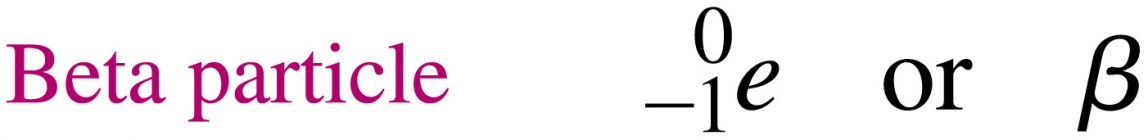 Beta particle ⁰₋₁e or β